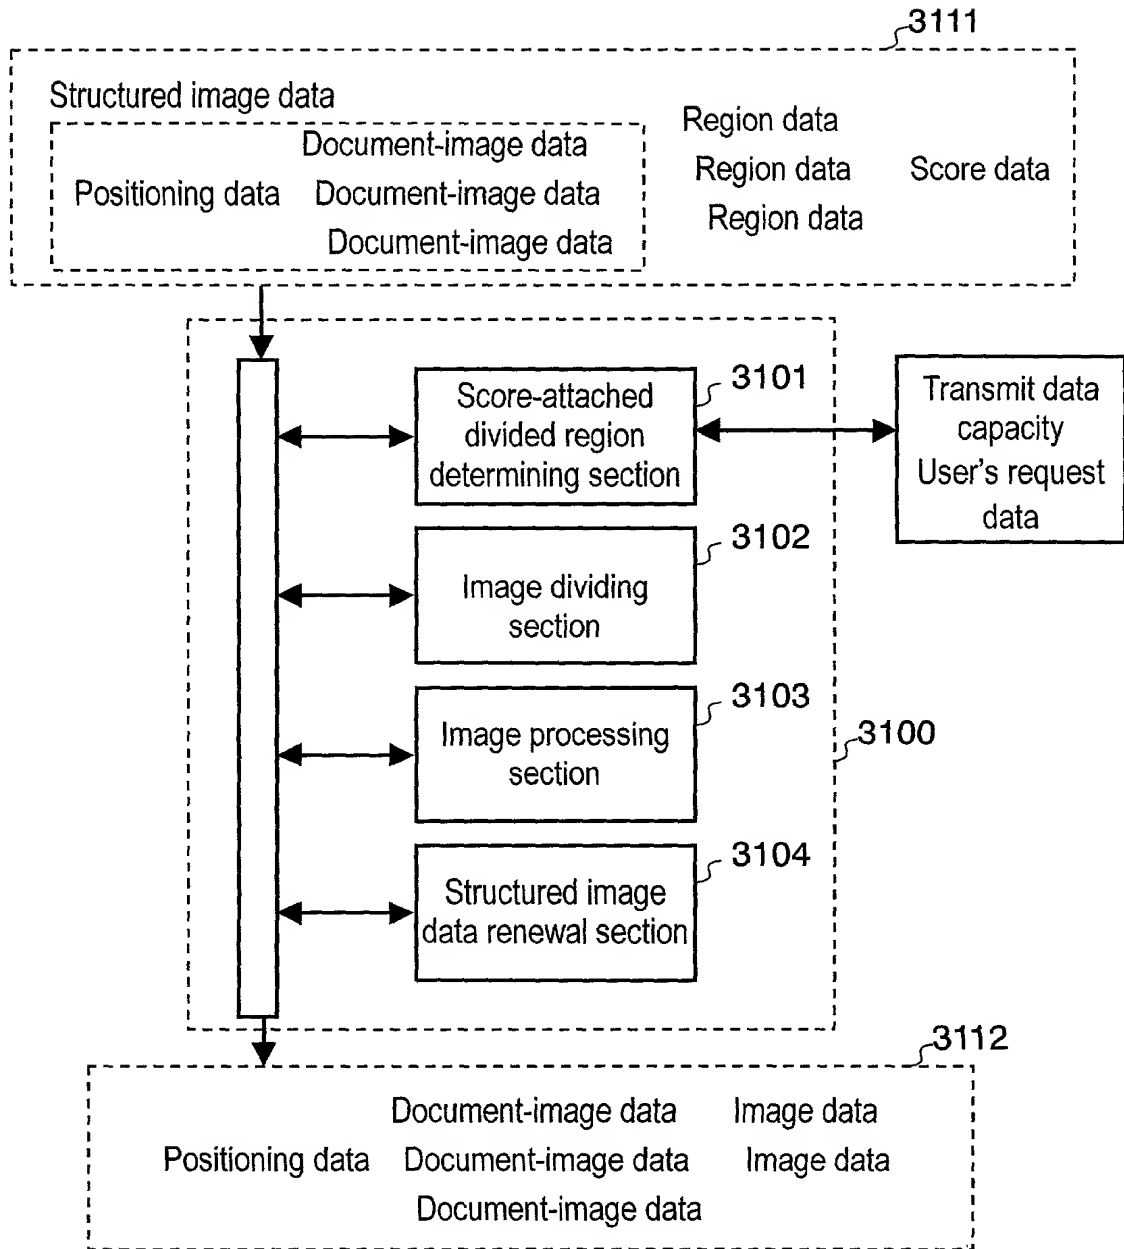 3111
Structured image data
Document-image data
Positioning data Document-image data
Document-image data
Region data
Region data
Region data
Score data
3101
Score-attached
divided region
determining section
Transmit data
capacity
User's request
data
3102
Image dividing
section
3103
Image processing
section
3100
3104
Structured image
data renewal section
3112
Document-image data Image data
Positioning data Document-image data Image data
Document-image data